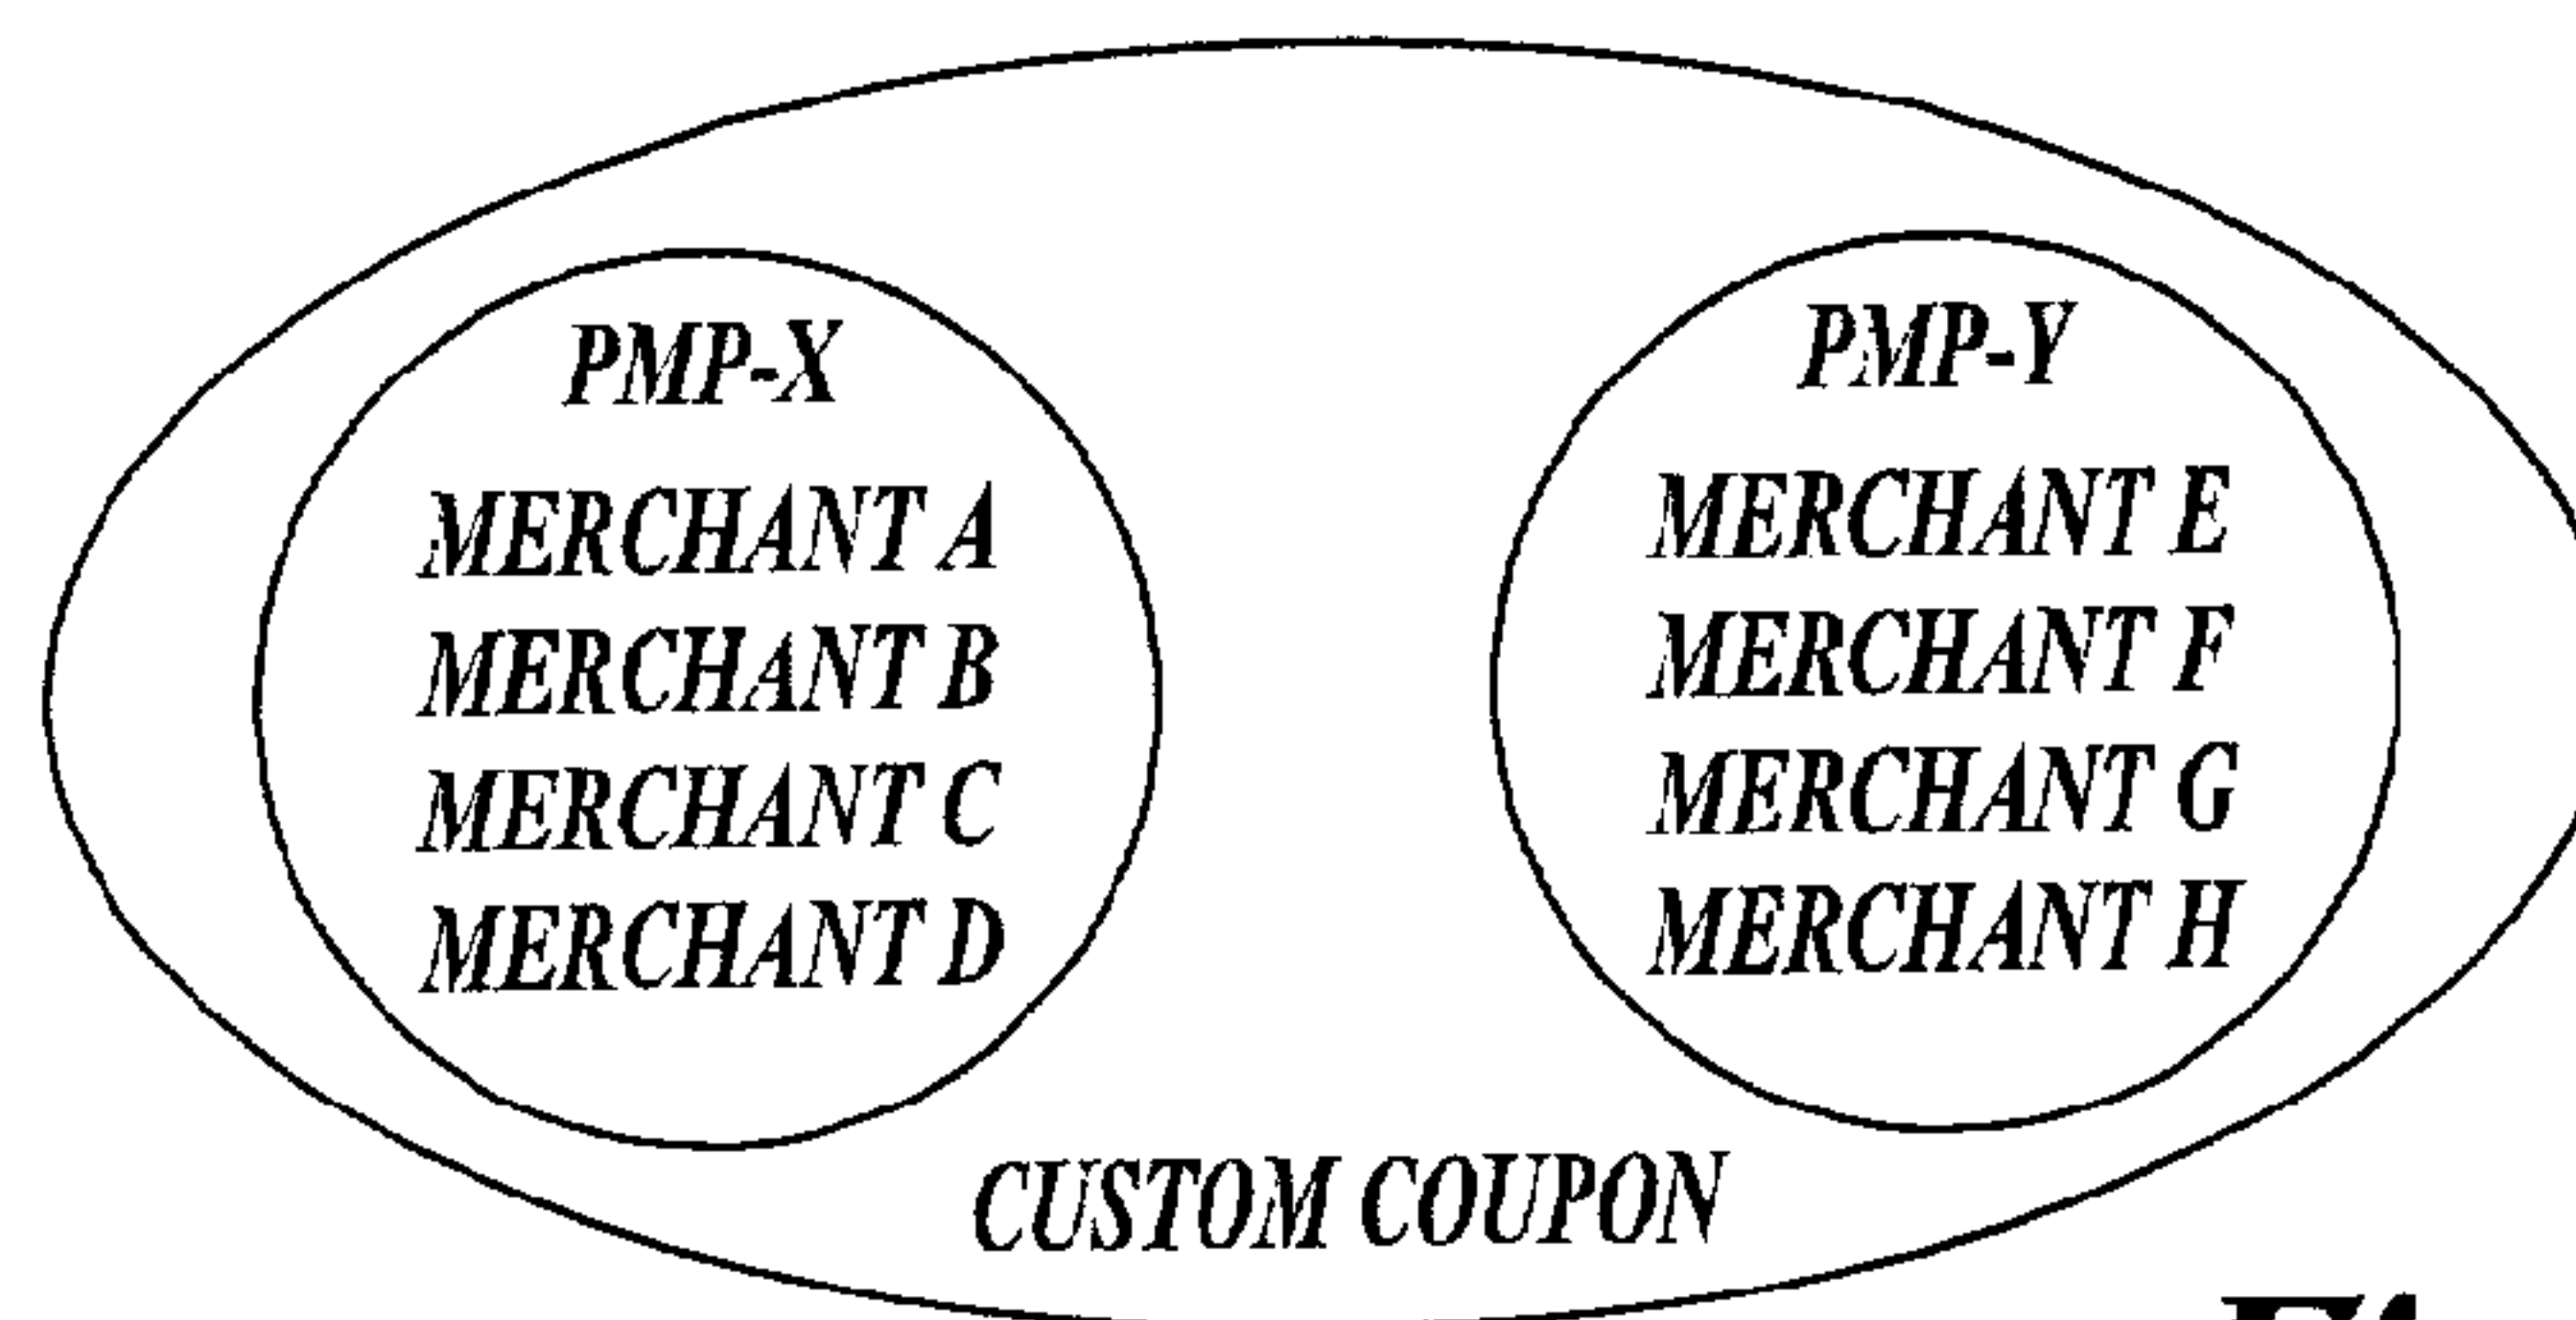 PMP-X
MERCHANT A
MERCHANT B
MERCHANT C
MERCHANT D
PMP-Y
MERCHANT E
MERCHANT F
MERCHANT G
MERCHANT H
CUSTOM COUPON